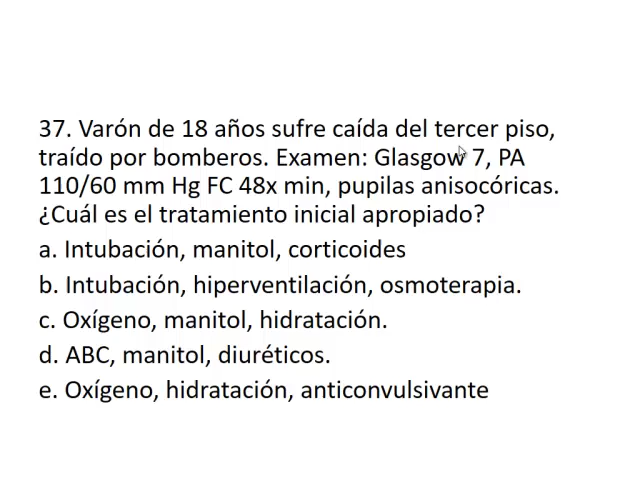 37. Varón de 18 años sufre caída del tercer piso,
traído por bomberos. Examen: Glasgow 7, PA
110/60 mm Hg FC 48x min, pupilas anisocóricas.
¿Cuál es el tratamiento inicial apropiado?
a. Intubación, manitol, corticoides
b. Intubación, hiperventilación, osmoterapia.
c. Oxígeno, manitol, hidratación.
d. ABC, manitol, diuréticos.
e. Oxígeno, hidratación, anticonvulsivante